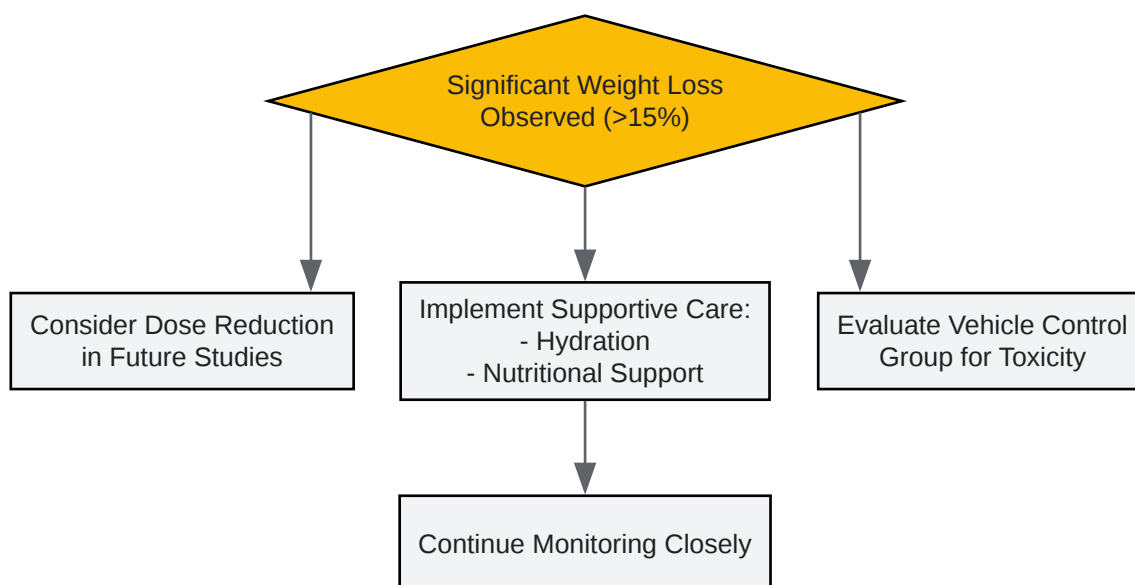 Significant Weight Loss
Observed (>15%)
Consider Dose Reduction
in Future Studies
Implement Supportive Care:
- Hydration
- Nutritional Support
Evaluate Vehicle Control
Group for Toxicity
Continue Monitoring Closely